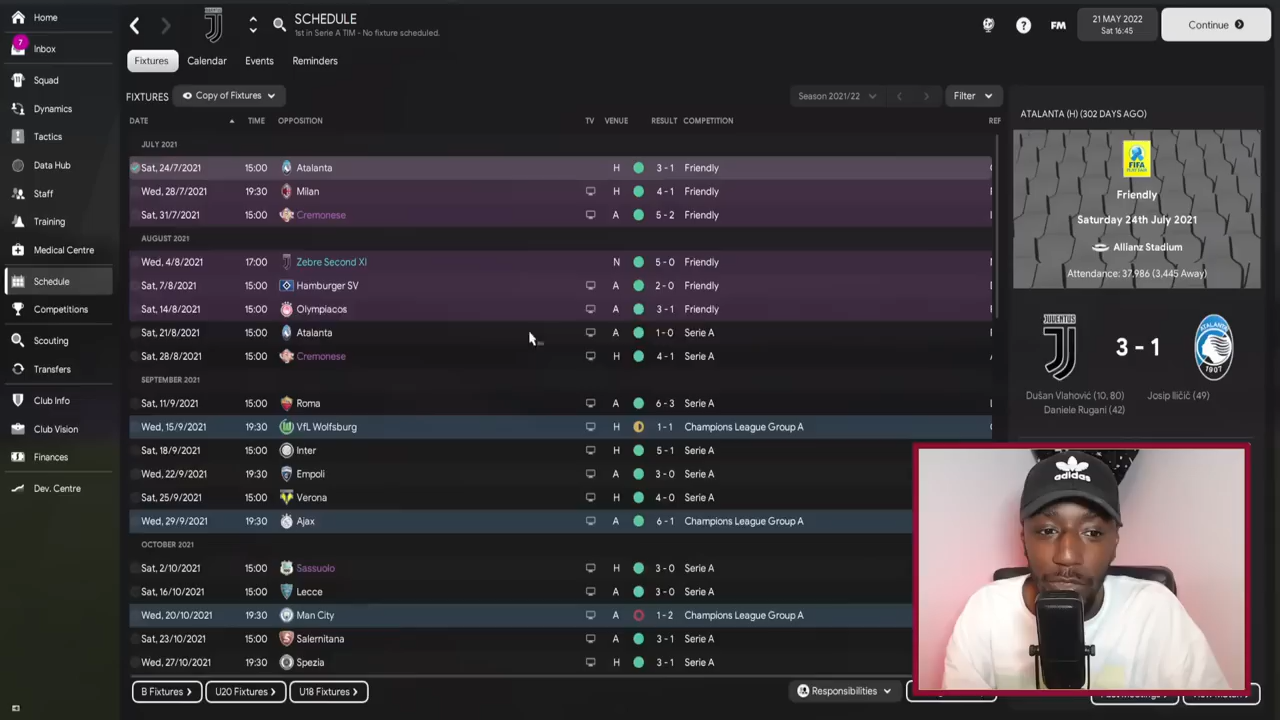 Home
7
Inbox
Squad
Dynamics
Tactics
Data Hub
Staff
Training
Medical Centre
Schedule
Competitions
Scouting
Transfers
Club Info
Club Vision
Finances
Dev. Centre
SCHEDULE
1st in Serie A TIM - No fixture scheduled.
?
FM
21 MAY 2022
Sat 16:45
Continue
Fixtures Calendar Events Reminders
FIXTURES Copy of Fixtures Season 2021/22 Filter
DATE TIME OPPOSITION TV VENUE RESULT COMPETITION REF
JULY 2021
Sat, 24/7/2021 15:00 Atalanta H 3 - 1 Friendly
Wed, 28/7/2021 19:30 Milan H 4 - 1 Friendly
Sat, 31/7/2021 15:00 Cremonese A 5 - 2 Friendly
AUGUST 2021
Wed, 4/8/2021 17:00 Zebre Second XI N 5 - 0 Friendly
Sat, 7/8/2021 15:00 Hamburger SV A 2 - 0 Friendly
Sat, 14/8/2021 15:00 Olympiacos A 3 - 1 Friendly
Sat, 21/8/2021 15:00 Atalanta A 1 - 0 Serie A
Sat, 28/8/2021 15:00 Cremonese H 4 - 1 Serie A
SEPTEMBER 2021
Sat, 11/9/2021 15:00 Roma A 6 - 3 Serie A
Wed, 15/9/2021 19:30 VfL Wolfsburg H 1 - 1 Champions League Group A
Sat, 18/9/2021 15:00 Inter H 5 - 1 Serie A
Wed, 22/9/2021 19:30 Empoli A 3 - 0 Serie A
Sat, 25/9/2021 15:00 Verona A 4 - 0 Serie A
Wed, 29/9/2021 19:30 Ajax A 6 - 1 Champions League Group A
OCTOBER 2021
Sat, 2/10/2021 15:00 Sassuolo H 3 - 0 Serie A
Sat, 16/10/2021 15:00 Lecce A 3 - 0 Serie A
Wed, 20/10/2021 19:30 Man City A 1 - 2 Champions League Group A
Sat, 23/10/2021 15:00 Salernitana A 3 - 1 Serie A
Wed, 27/10/2021 19:30 Spezia H 3 - 1 Serie A
B Fixtures U20 Fixtures U18 Fixtures Responsibilities
ATALANTA (H) (302 DAYS AGO)
Friendly
Saturday 24th July 2021
Allianz Stadium
Attendance: 37,986 (3,445 Away)
JUVENTUS
3 - 1
ATALANTA
1907
Dušan Vlahović (10, 80) Josip Iličić (49)
Daniele Rugani (42)
adidas